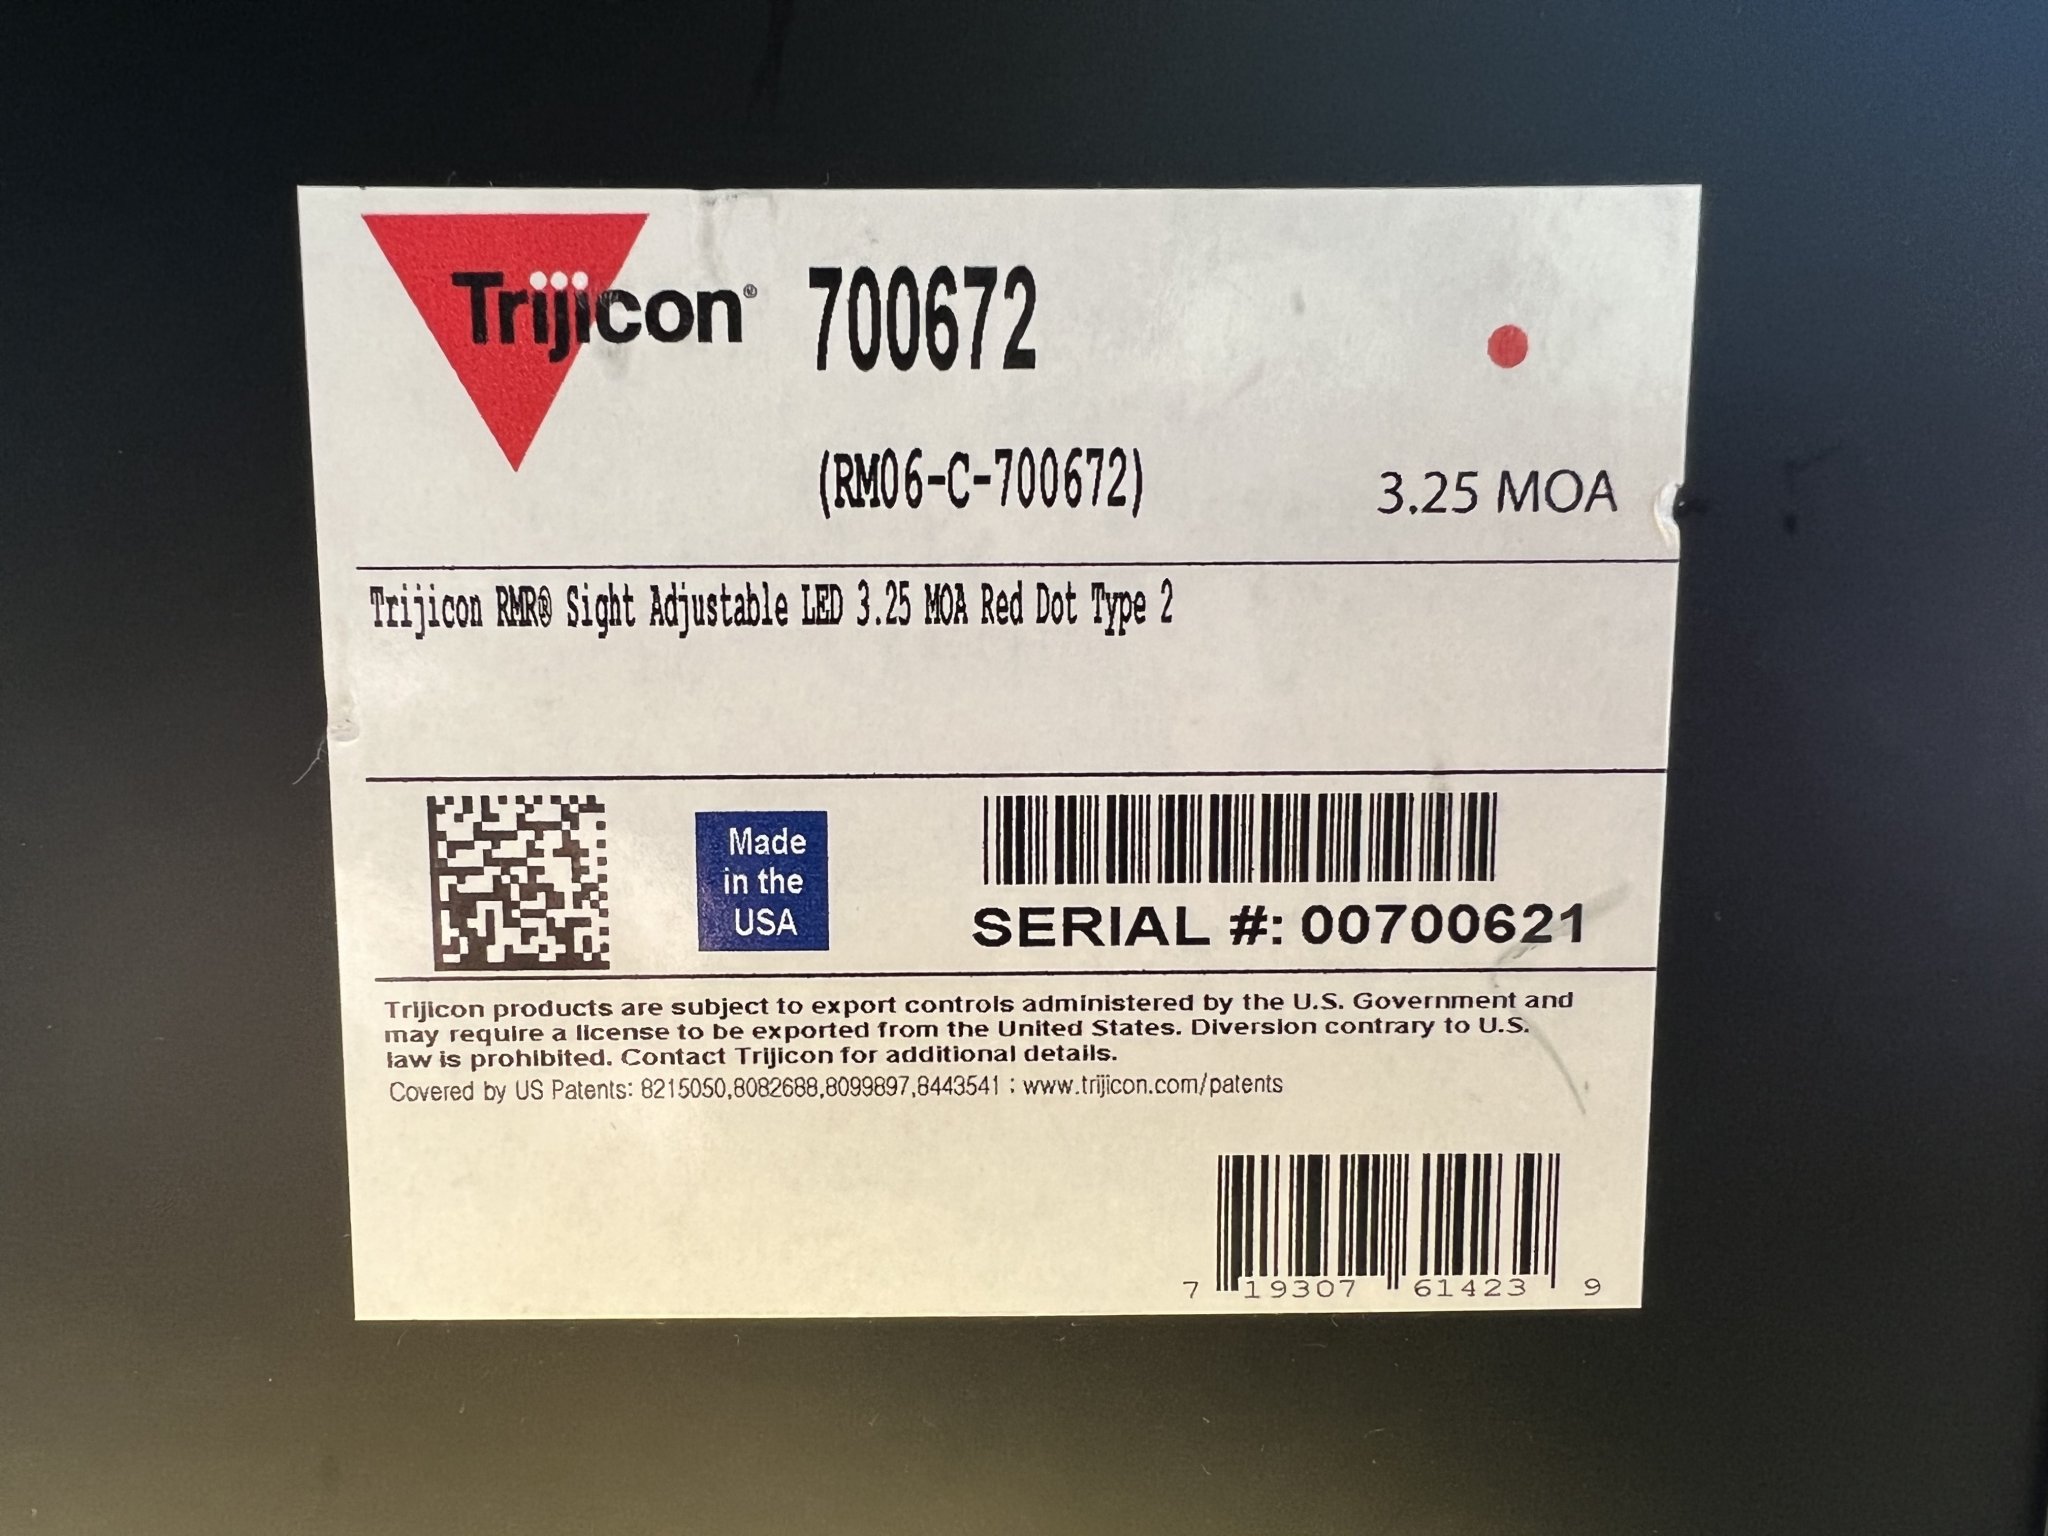 Trijicon®
700672
(RM06-C-700672)
3.25 MOA
Trijicon RMR® Sight Adjustable LED 3.25 MOA Red Dot Type 2
Made
in the
USA
SERIAL #: 00700621
Trijicon products are subject to export controls administered by the U.S. Government and
may require a license to be exported from the United States. Diversion contrary to U.S.
law is prohibited. Contact Trijicon for additional details.
Covered by US Patents: 8215050,8082688,8099897,8443541 ; www.trijicon.com/patents
7 19307 61423 9